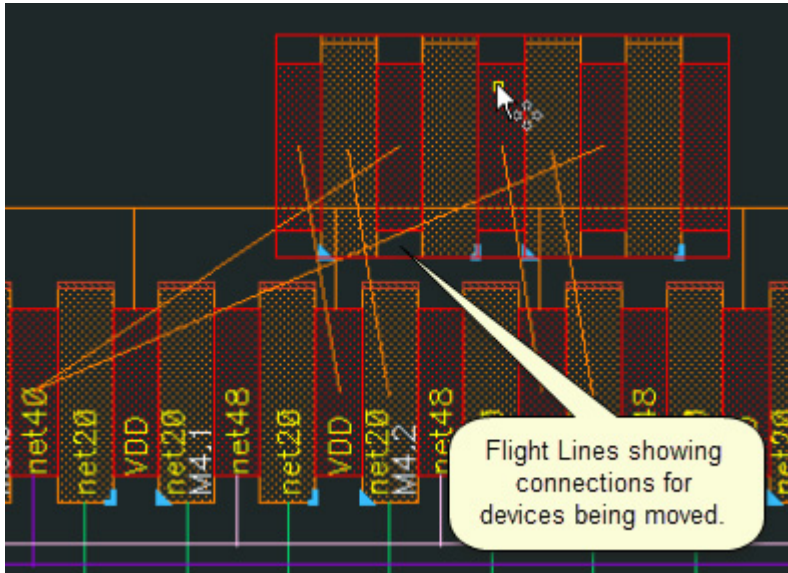 net40
net20
VDD
net20
M4.1
net48
net20
VDD
net20
M4.2
net48
Flight Lines showing
connections for
devices being moved.